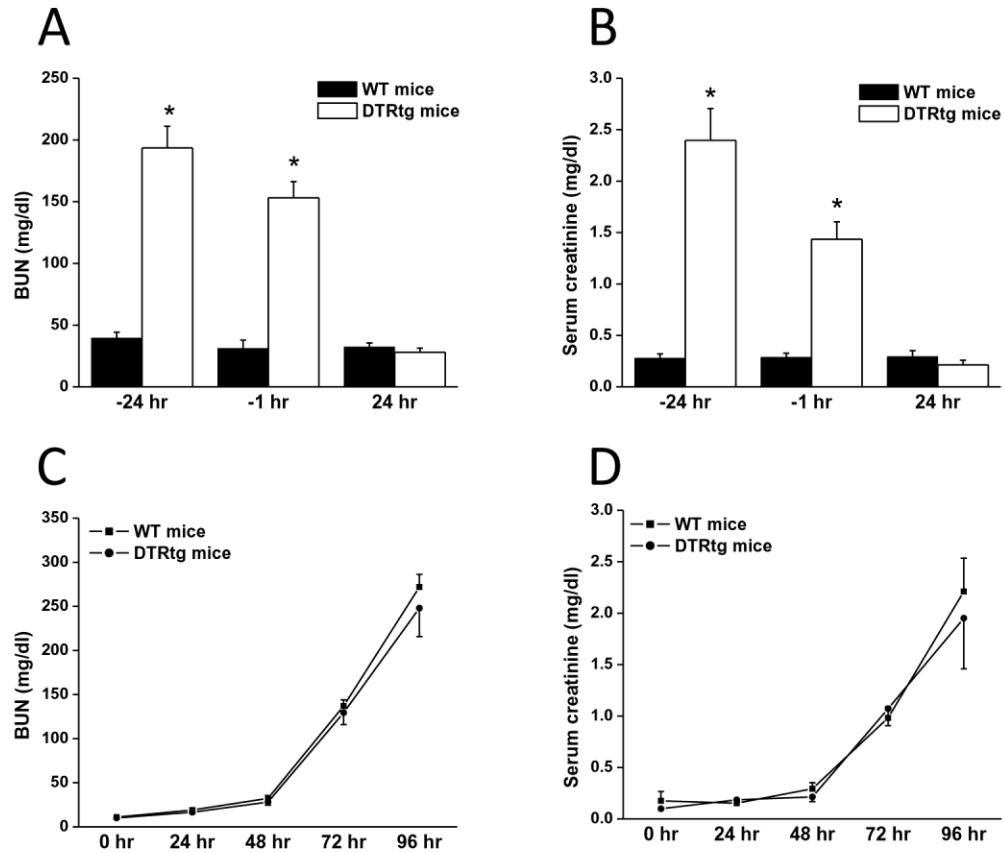 A
BUN (mg/dl)
250
200
150
100
50
0
WT mice
DTRtg mice
*
*
-24 hr -1 hr 24 hr
B
Serum creatinine (mg/dl)
3.0
2.5
2.0
1.5
1.0
0.5
0.0
WT mice
DTRtg mice
*
*
-24 hr -1 hr 24 hr
C
BUN (mg/dl)
350
300
250
200
150
100
50
0
WT mice
DTRtg mice
0 hr 24 hr 48 hr 72 hr 96 hr
D
Serum creatinine (mg/dl)
3.0
2.5
2.0
1.5
1.0
0.5
0.0
WT mice
DTRtg mice
0 hr 24 hr 48 hr 72 hr 96 hr